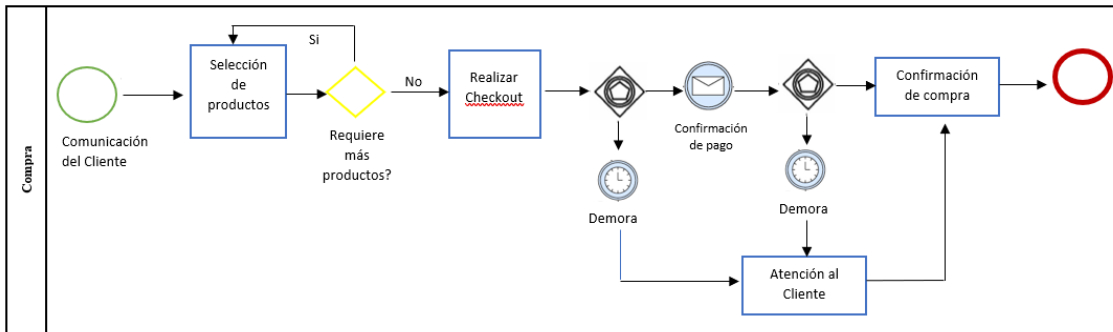 Compra
Comunicación
del Cliente
Selección
de
productos
Si
Requiere
más
productos?
No
Realizar
Checkout
Confirmación
de pago
Demora
Demora
Atención al
Cliente
Confirmación
de compra